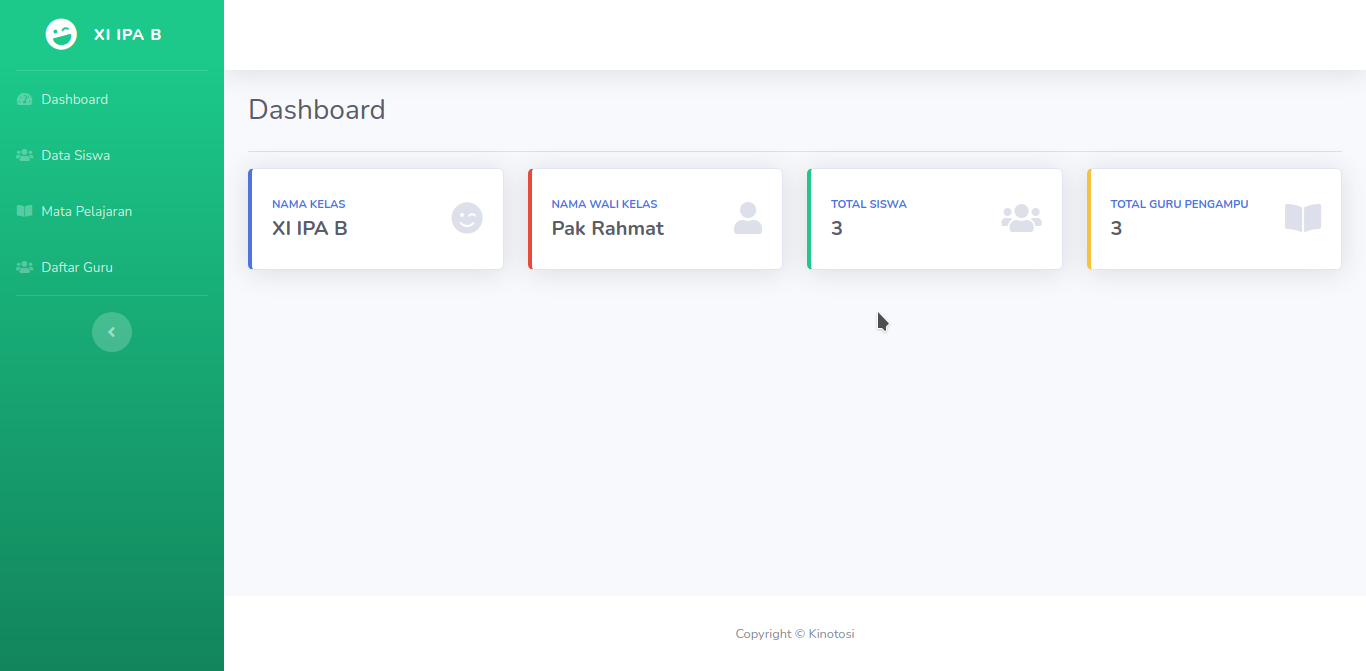 XI IPA B
Dashboard
Data Siswa
Mata Pelajaran
Daftar Guru
Dashboard
NAMA KELAS
XI IPA B
NAMA WALI KELAS
Pak Rahmat
TOTAL SISWA
3
TOTAL GURU PENGAMPU
3
Copyright © Kinotosi